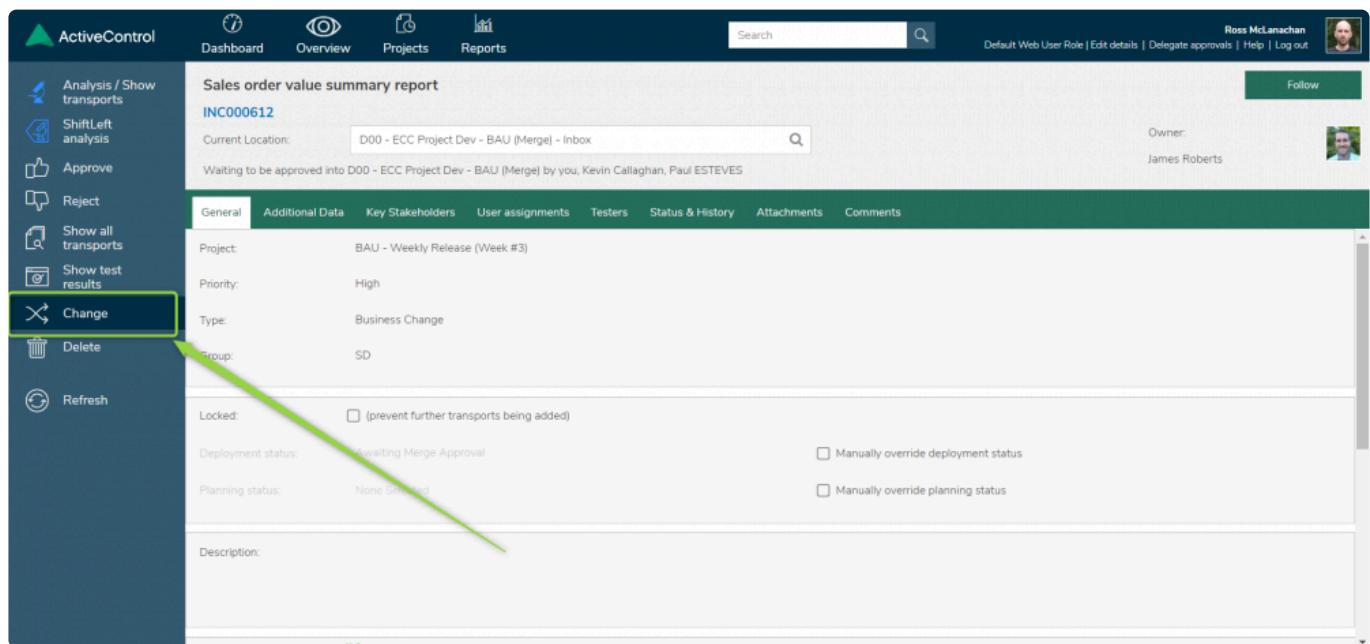 ActiveControl
Dashboard
Overview
Projects
Reports
Search
Ross McLanachan
Default Web User Role | Edit details | Delegate approvals | Help | Log out
Analysis / Show
transports
ShiftLeft
analysis
Approve
Reject
Show all
transports
Show test
results
Change
Delete
Refresh
Sales order value summary report
Follow
INC000612
Current Location: D00 - ECC Project Dev - BAU (Merge) - Inbox
Owner:
James Roberts
Waiting to be approved into D00 - ECC Project Dev - BAU (Merge) by you, Kevin Callaghan, Paul ESTEVES
General Additional Data Key Stakeholders User assignments Testers Status & History Attachments Comments
Project: BAU - Weekly Release (Week #3)
Priority: High
Type: Business Change
Group: SD
Locked: (prevent further transports being added)
Deployment status: Awaiting Merge Approval Manually override deployment status
Planning status: None Selected Manually override planning status
Description: